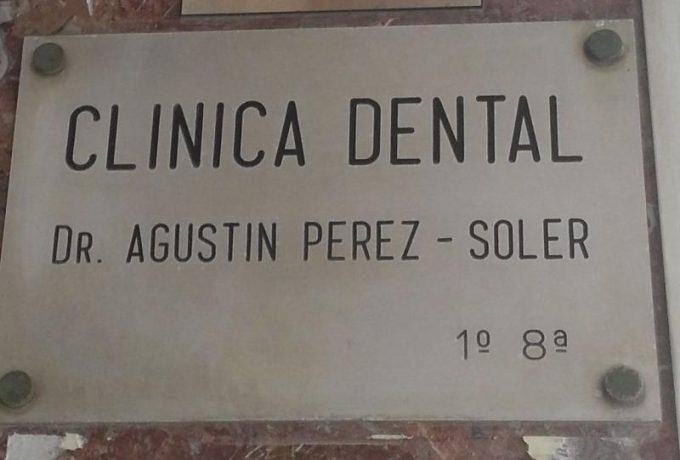 CLINICA DENTAL
DR. AGUSTIN PEREZ - SOLER
1º 8ª